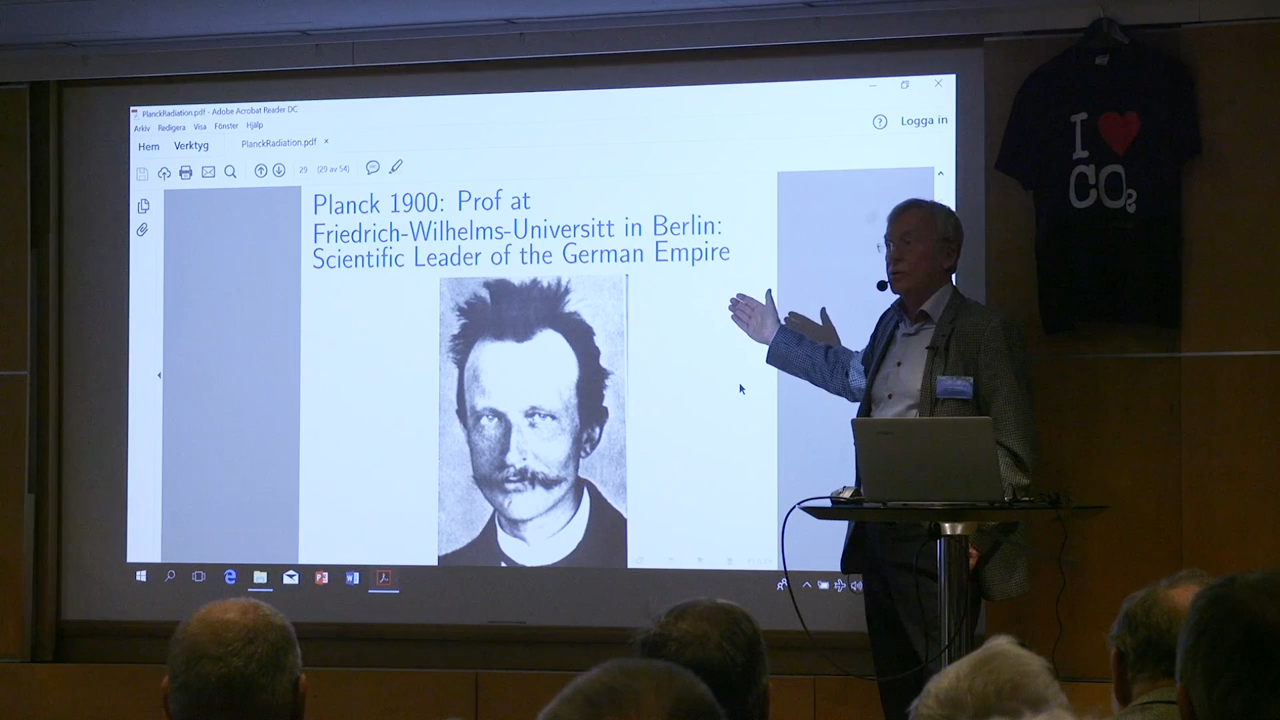 PlanckRadiation.pdf - Adobe Acrobat Reader DC
Arkiv Redigera Visa Fönster Hjälp
Hem Verktyg PlanckRadiation.pdf ×
? Logga in
29 (29 av 54)
Planck 1900: Prof at
Friedrich-Wilhelms-Universitt in Berlin:
Scientific Leader of the German Empire
I ♥
CO2